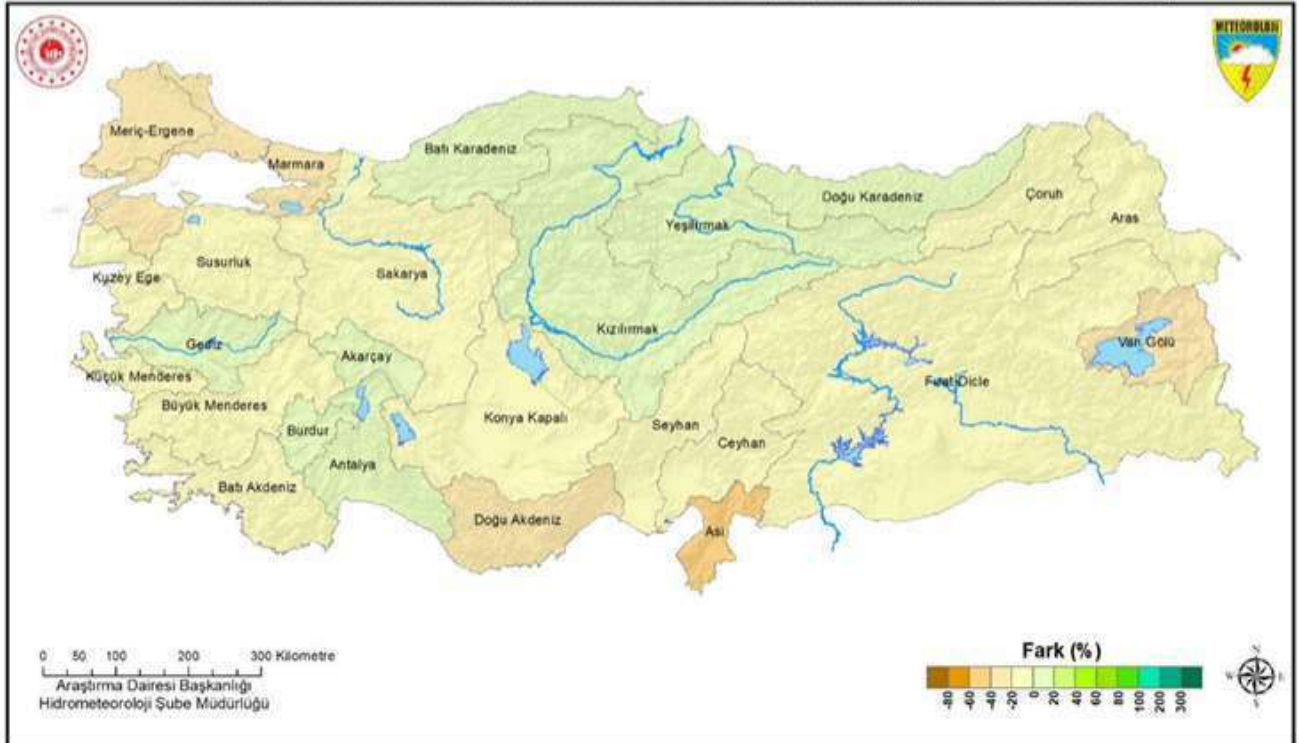 METEOROLOJİ
Meriç-Ergene
Marmara
Batı Karadeniz
Doğu Karadeniz
Çoruh
Yeşilırmak
Aras
Susurluk
Sakarya
Kuzey Ege
Kızılırmak
Gediz
Akarçay
Van Gölü
Küçük Menderes
Fırat-Dicle
Büyük Menderes
Konya Kapalı
Seyhan
Burdur
Ceyhan
Antalya
Batı Akdeniz
Doğu Akdeniz
Asi
0 50 100 200 300 Kilometre
Araştırma Dairesi Başkanlığı
Hidrometeoroloji Şube Müdürlüğü
Fark (%)
-80 -60 -40 -20 0 20 40 60 80 100 200 300
N
W E
S